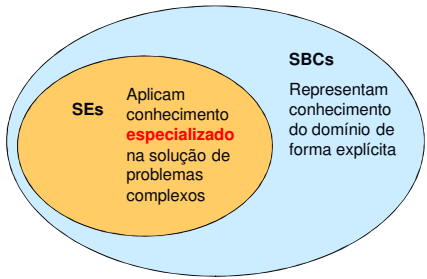 SBCs
Representam
conhecimento
do domínio de
forma explícita
SEs
Aplicam
conhecimento
especializado
na solução de
problemas
complexos